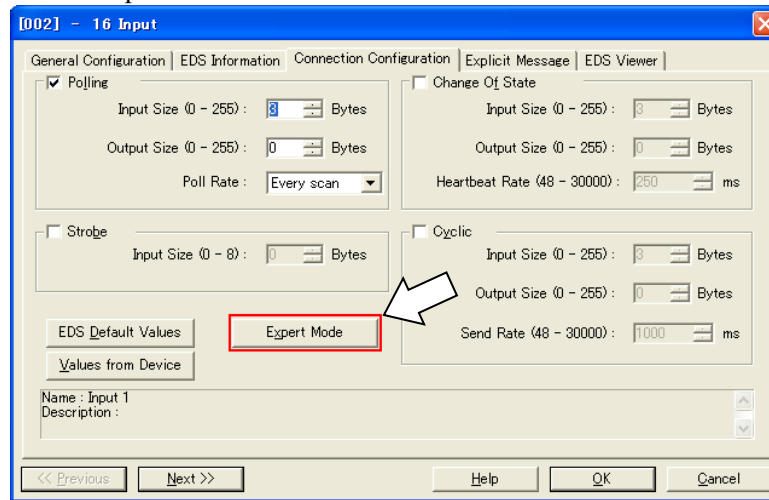 [002] - 16 Input
General Configuration EDS Information Connection Configuration Explicit Message EDS Viewer
Polling
Input Size (0 - 255) : 3 Bytes
Output Size (0 - 255) : 0 Bytes
Poll Rate : Every scan
Change Of State
Input Size (0 - 255) : 3 Bytes
Output Size (0 - 255) : 0 Bytes
Heartbeat Rate (48 - 30000) : 250 ms
Strobe
Input Size (0 - 8) : 0 Bytes
Cyclic
Input Size (0 - 255) : 3 Bytes
Output Size (0 - 255) : 0 Bytes
Send Rate (48 - 30000) : 1000 ms
EDS Default Values
Expert Mode
Values from Device
Name : Input 1
Description :
<< Previous Next >> Help OK Cancel